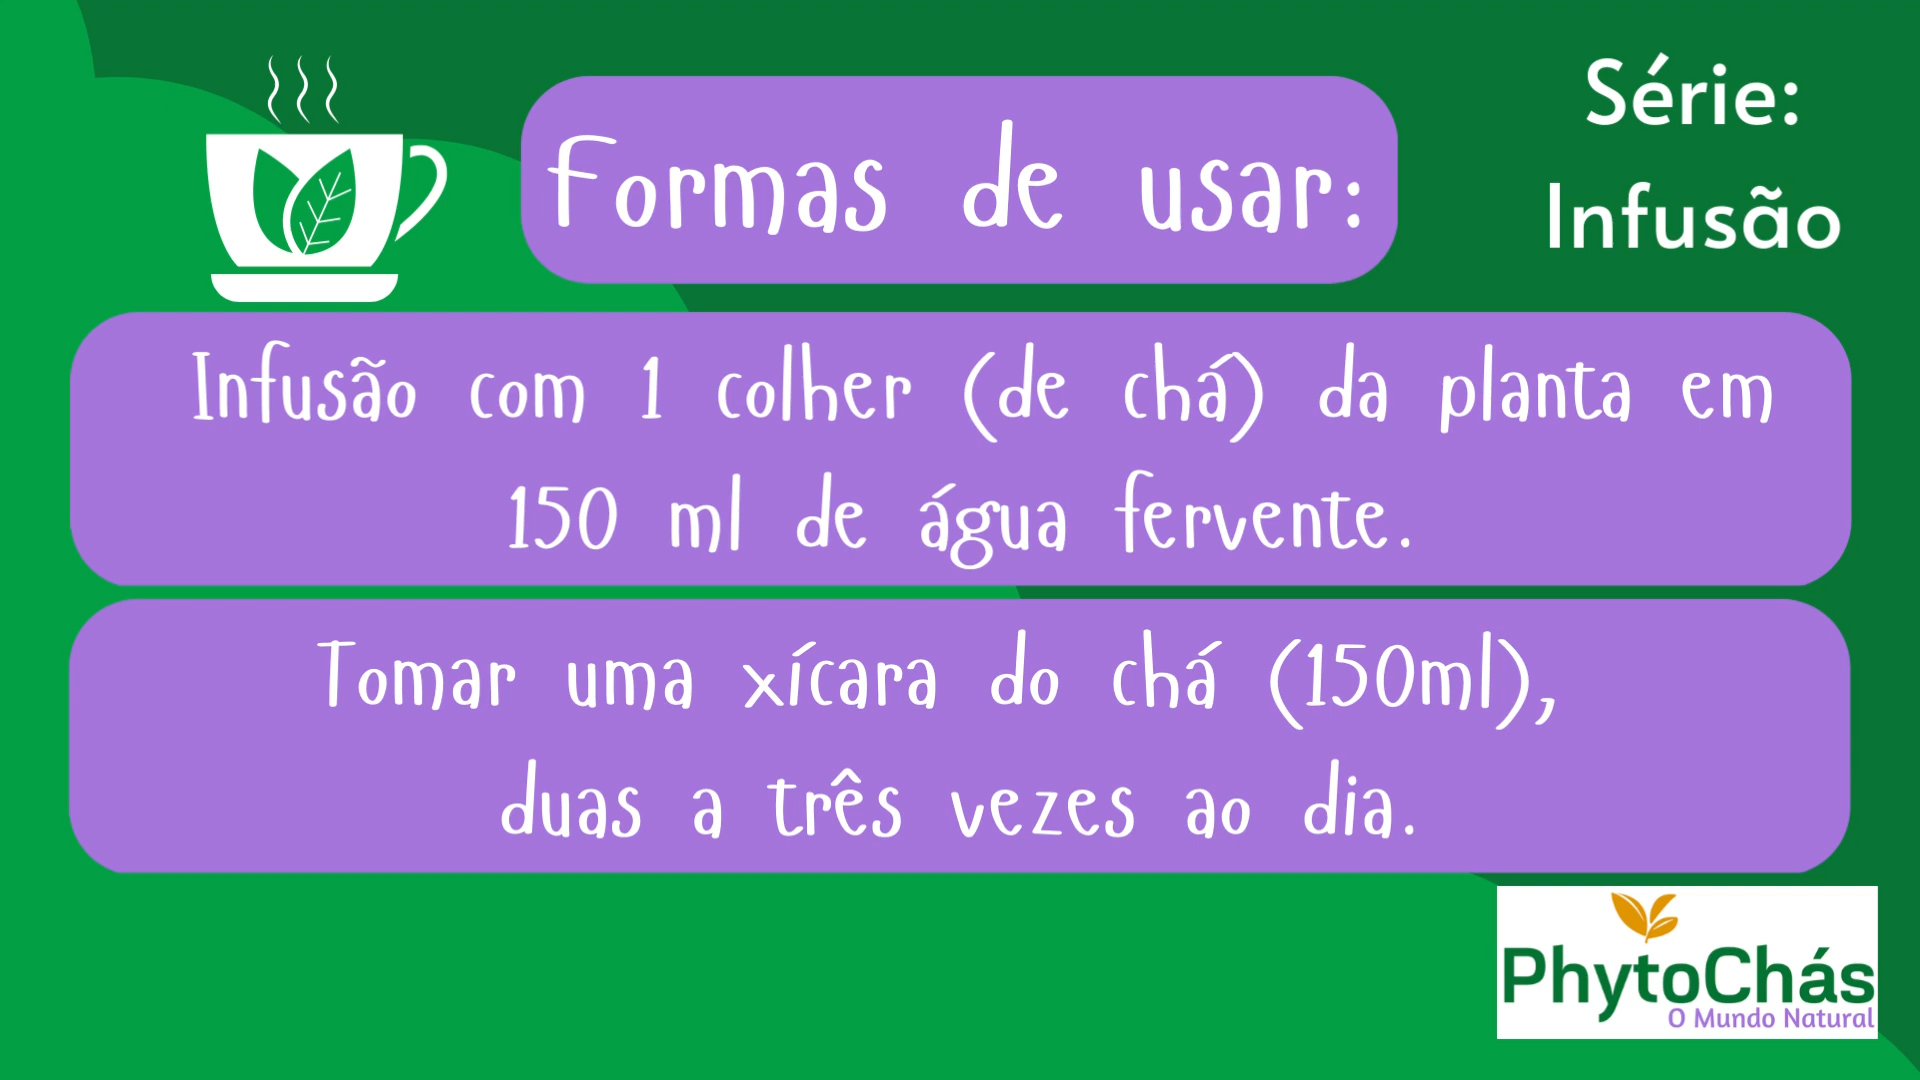 Formas de usar:
Série:
Infusão
Infusão com 1 colher (de chá) da planta em
150 ml de água fervente.
Tomar uma xícara do chá (150ml),
duas a três vezes ao dia.
PhytoChás
O Mundo Natural